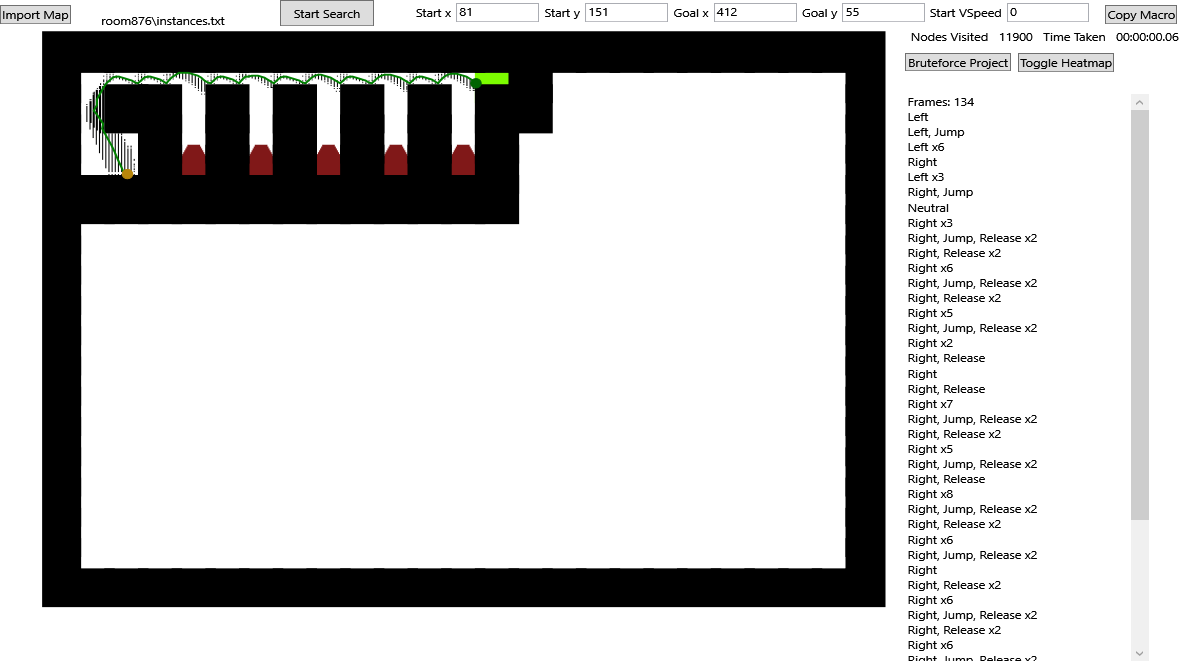 Import Map
room876\instances.txt
Start Search
Start x 81 Start y 151 Goal x 412 Goal y 55 Start VSpeed 0
Copy Macro
Nodes Visited 11900 Time Taken 00:00:00.06
Bruteforce Project Toggle Heatmap
Frames: 134
Left
Left, Jump
Left x6
Right
Left x3
Right, Jump
Neutral
Right x3
Right, Jump, Release x2
Right, Release x2
Right x6
Right, Jump, Release x2
Right, Release x2
Right x5
Right, Jump, Release x2
Right x2
Right, Release
Right
Right, Release
Right x7
Right, Jump, Release x2
Right, Release x2
Right x5
Right, Jump, Release x2
Right, Release
Right x8
Right, Jump, Release x2
Right, Release x2
Right x6
Right, Jump, Release x2
Right
Right, Release x2
Right x6
Right, Jump, Release x2
Right, Release x2
Right x6
Right, Jump, Release x2